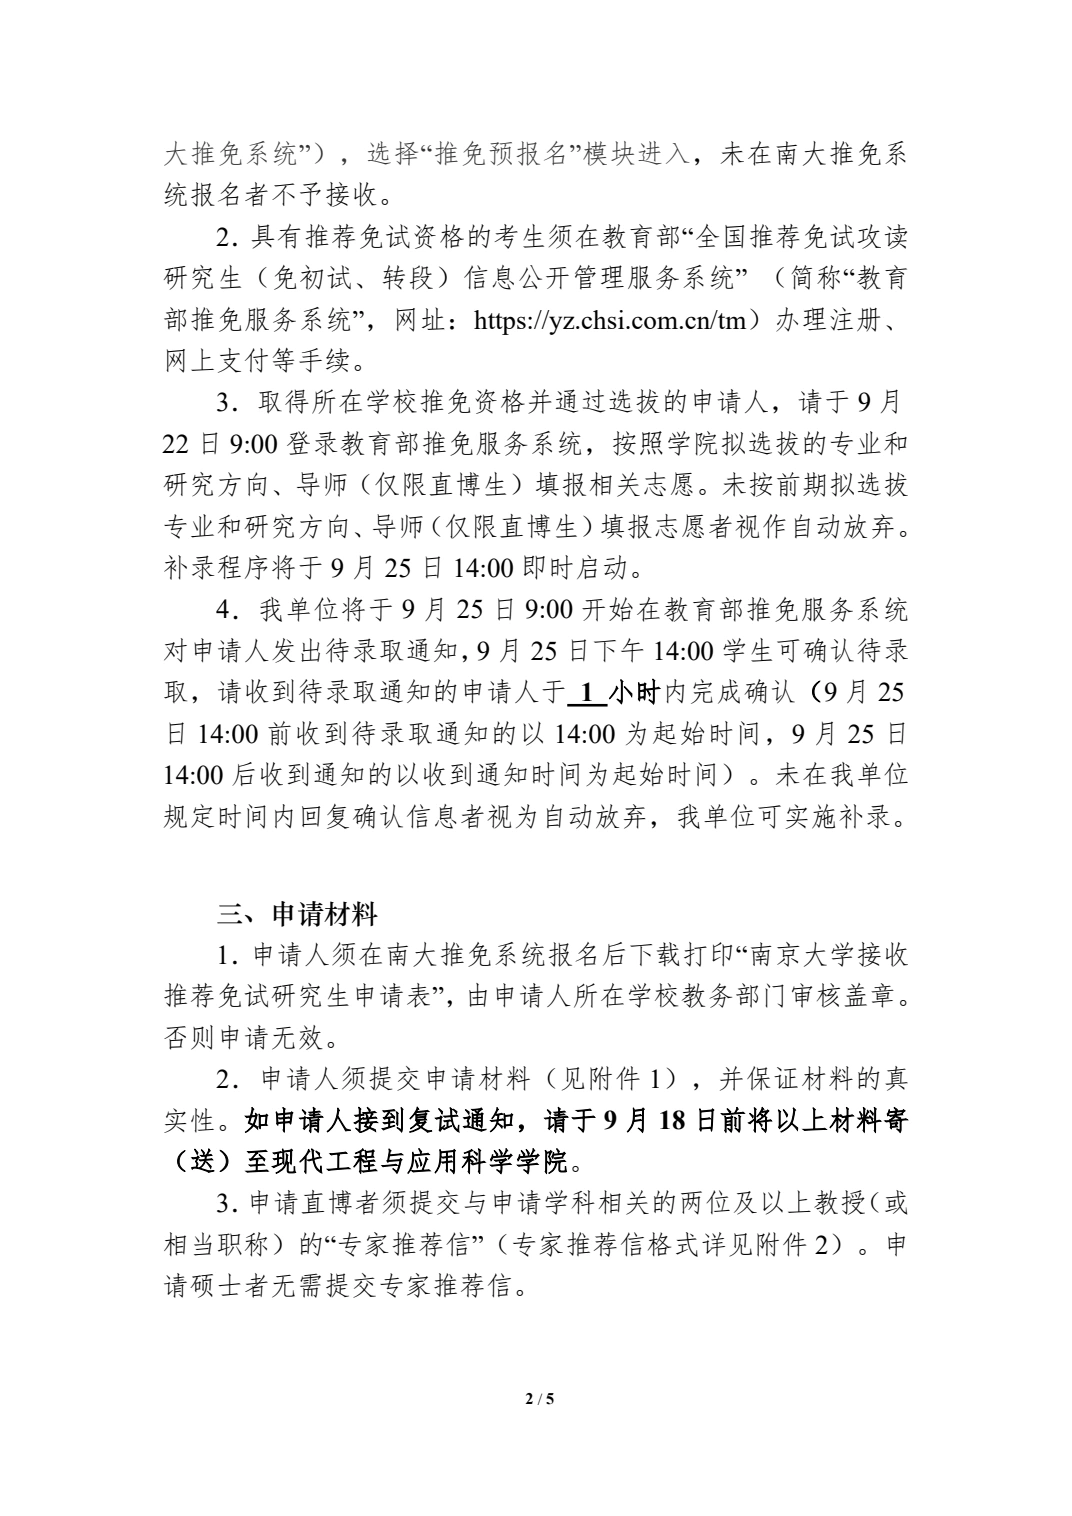 大推免系统”），选择“推免预报名”模块进入，未在南大推免系
统报名者不予接收。
2. 具有推荐免试资格的考生须在教育部“全国推荐免试攻读
研究生（免初试、转段）信息公开管理服务系统” （简称“教育
部推免服务系统”，网址：https://yz.chsi.com.cn/tm）办理注册、
网上支付等手续。
3. 取得所在学校推免资格并通过选拔的申请人，请于 9 月
22 日 9:00 登录教育部推免服务系统，按照学院拟选拔的专业和
研究方向、导师（仅限直博生）填报相关志愿。未按前期拟选拔
专业和研究方向、导师（仅限直博生）填报志愿者视作自动放弃。
补录程序将于 9 月 25 日 14:00 即时启动。
4. 我单位将于 9 月 25 日 9:00 开始在教育部推免服务系统
对申请人发出待录取通知，9 月 25 日下午 14:00 学生可确认待录
取，请收到待录取通知的申请人于 1 小时内完成确认（9 月 25
日 14:00 前收到待录取通知的以 14:00 为起始时间，9 月 25 日
14:00 后收到通知的以收到通知时间为起始时间）。未在我单位
规定时间内回复确认信息者视为自动放弃，我单位可实施补录。
三、申请材料
1. 申请人须在南大推免系统报名后下载打印“南京大学接收
推荐免试研究生申请表”，由申请人所在学校教务部门审核盖章。
否则申请无效。
2. 申请人须提交申请材料（见附件 1），并保证材料的真
实性。如申请人接到复试通知，请于 9 月 18 日前将以上材料寄
（送）至现代工程与应用科学学院。
3. 申请直博者须提交与申请学科相关的两位及以上教授（或
相当职称）的“专家推荐信”（专家推荐信格式详见附件 2）。申
请硕士者无需提交专家推荐信。
2 / 5